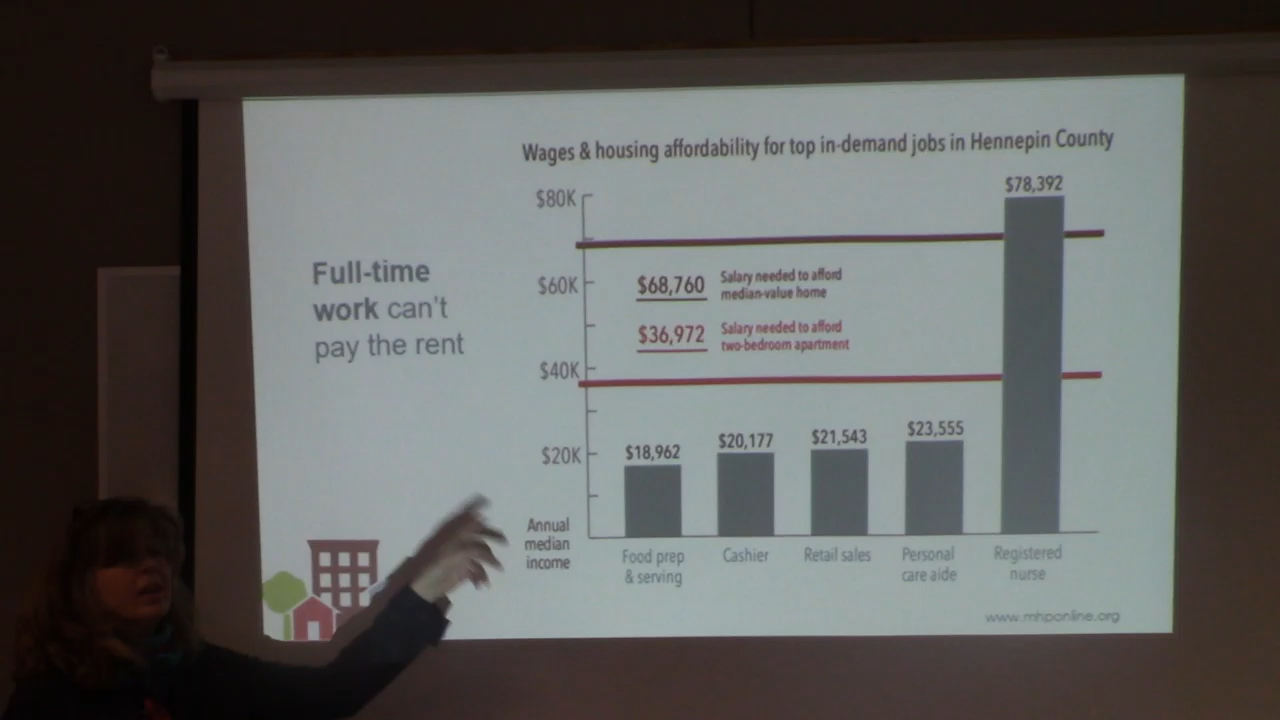 Wages & housing affordability for top in-demand jobs in Hennepin County
Full-time
work can't
pay the rent
$80K
$60K
$40K
$20K
$78,392
$68,760 Salary needed to afford
median-value home
$36,972 Salary needed to afford
two-bedroom apartment
$18,962
$20,177
$21,543
$23,555
Annual
median
income
Food prep
& serving
Cashier
Retail sales
Personal
care aide
Registered
nurse
www.mhponline.org